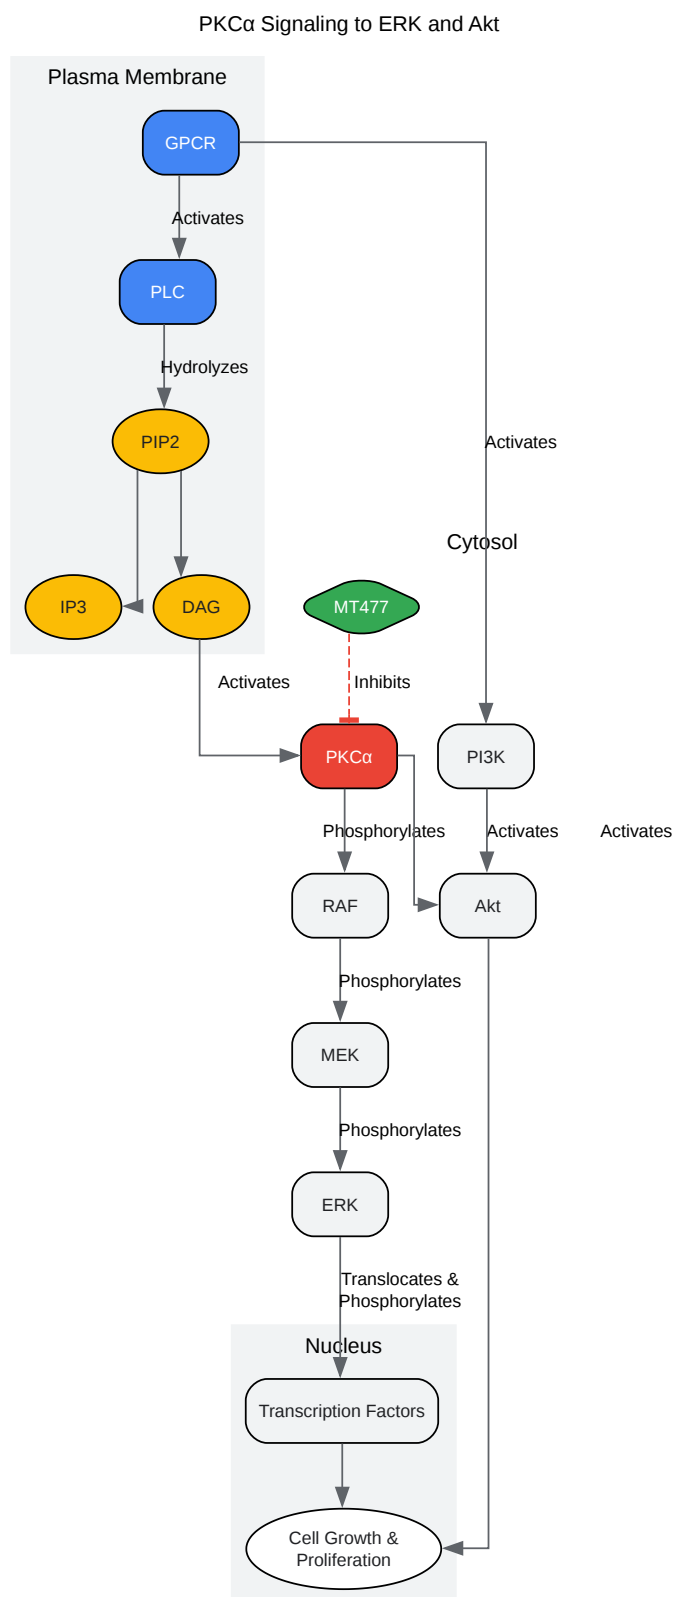 PKCα Signaling to ERK and Akt
Plasma Membrane
GPCR
Activates
PLC
Hydrolyzes
PIP2
Activates
Cytosol
IP3
DAG
MT477
Activates
Inhibits
PKCα
PI3K
Phosphorylates
Activates
Activates
RAF
Akt
Phosphorylates
MEK
Phosphorylates
ERK
Translocates &
Phosphorylates
Nucleus
Transcription Factors
Cell Growth &
Proliferation